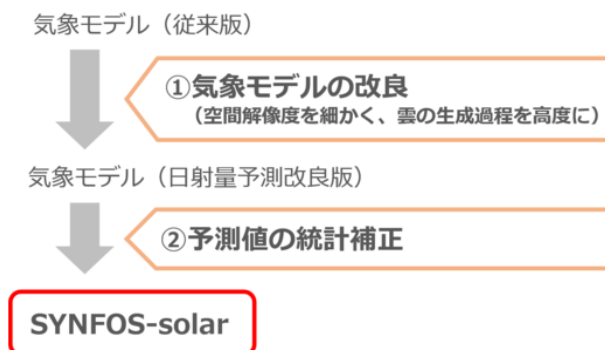 気象モデル（従来版）
①気象モデルの改良
（空間解像度を細かく、雲の生成過程を高度に）
気象モデル（日射量予測改良版）
②予測値の統計補正
SYNFOS-solar